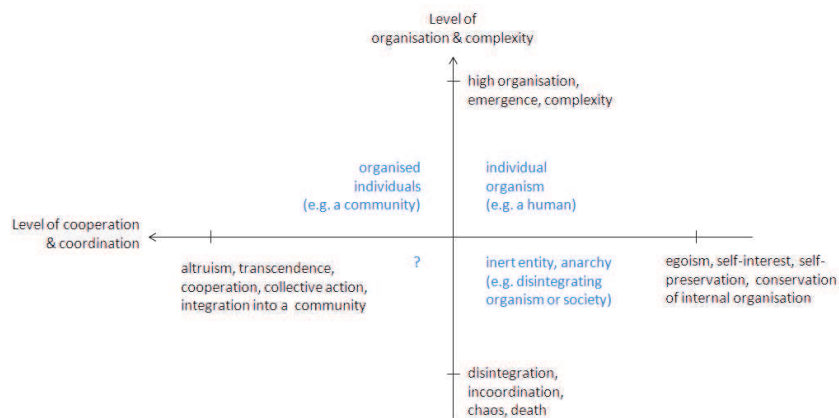 Level of
organisation & complexity
high organisation,
emergence, complexity
organised
individuals
(e.g. a community)
individual
organism
(e.g. a human)
Level of cooperation
& coordination
altruism, transcendence,
cooperation, collective action,
integration into a community
?
inert entity, anarchy
(e.g. disintegrating
organism or society)
egoism, self-interest, self-
preservation, conservation
of internal organisation
disintegration,
incoordination,
chaos, death